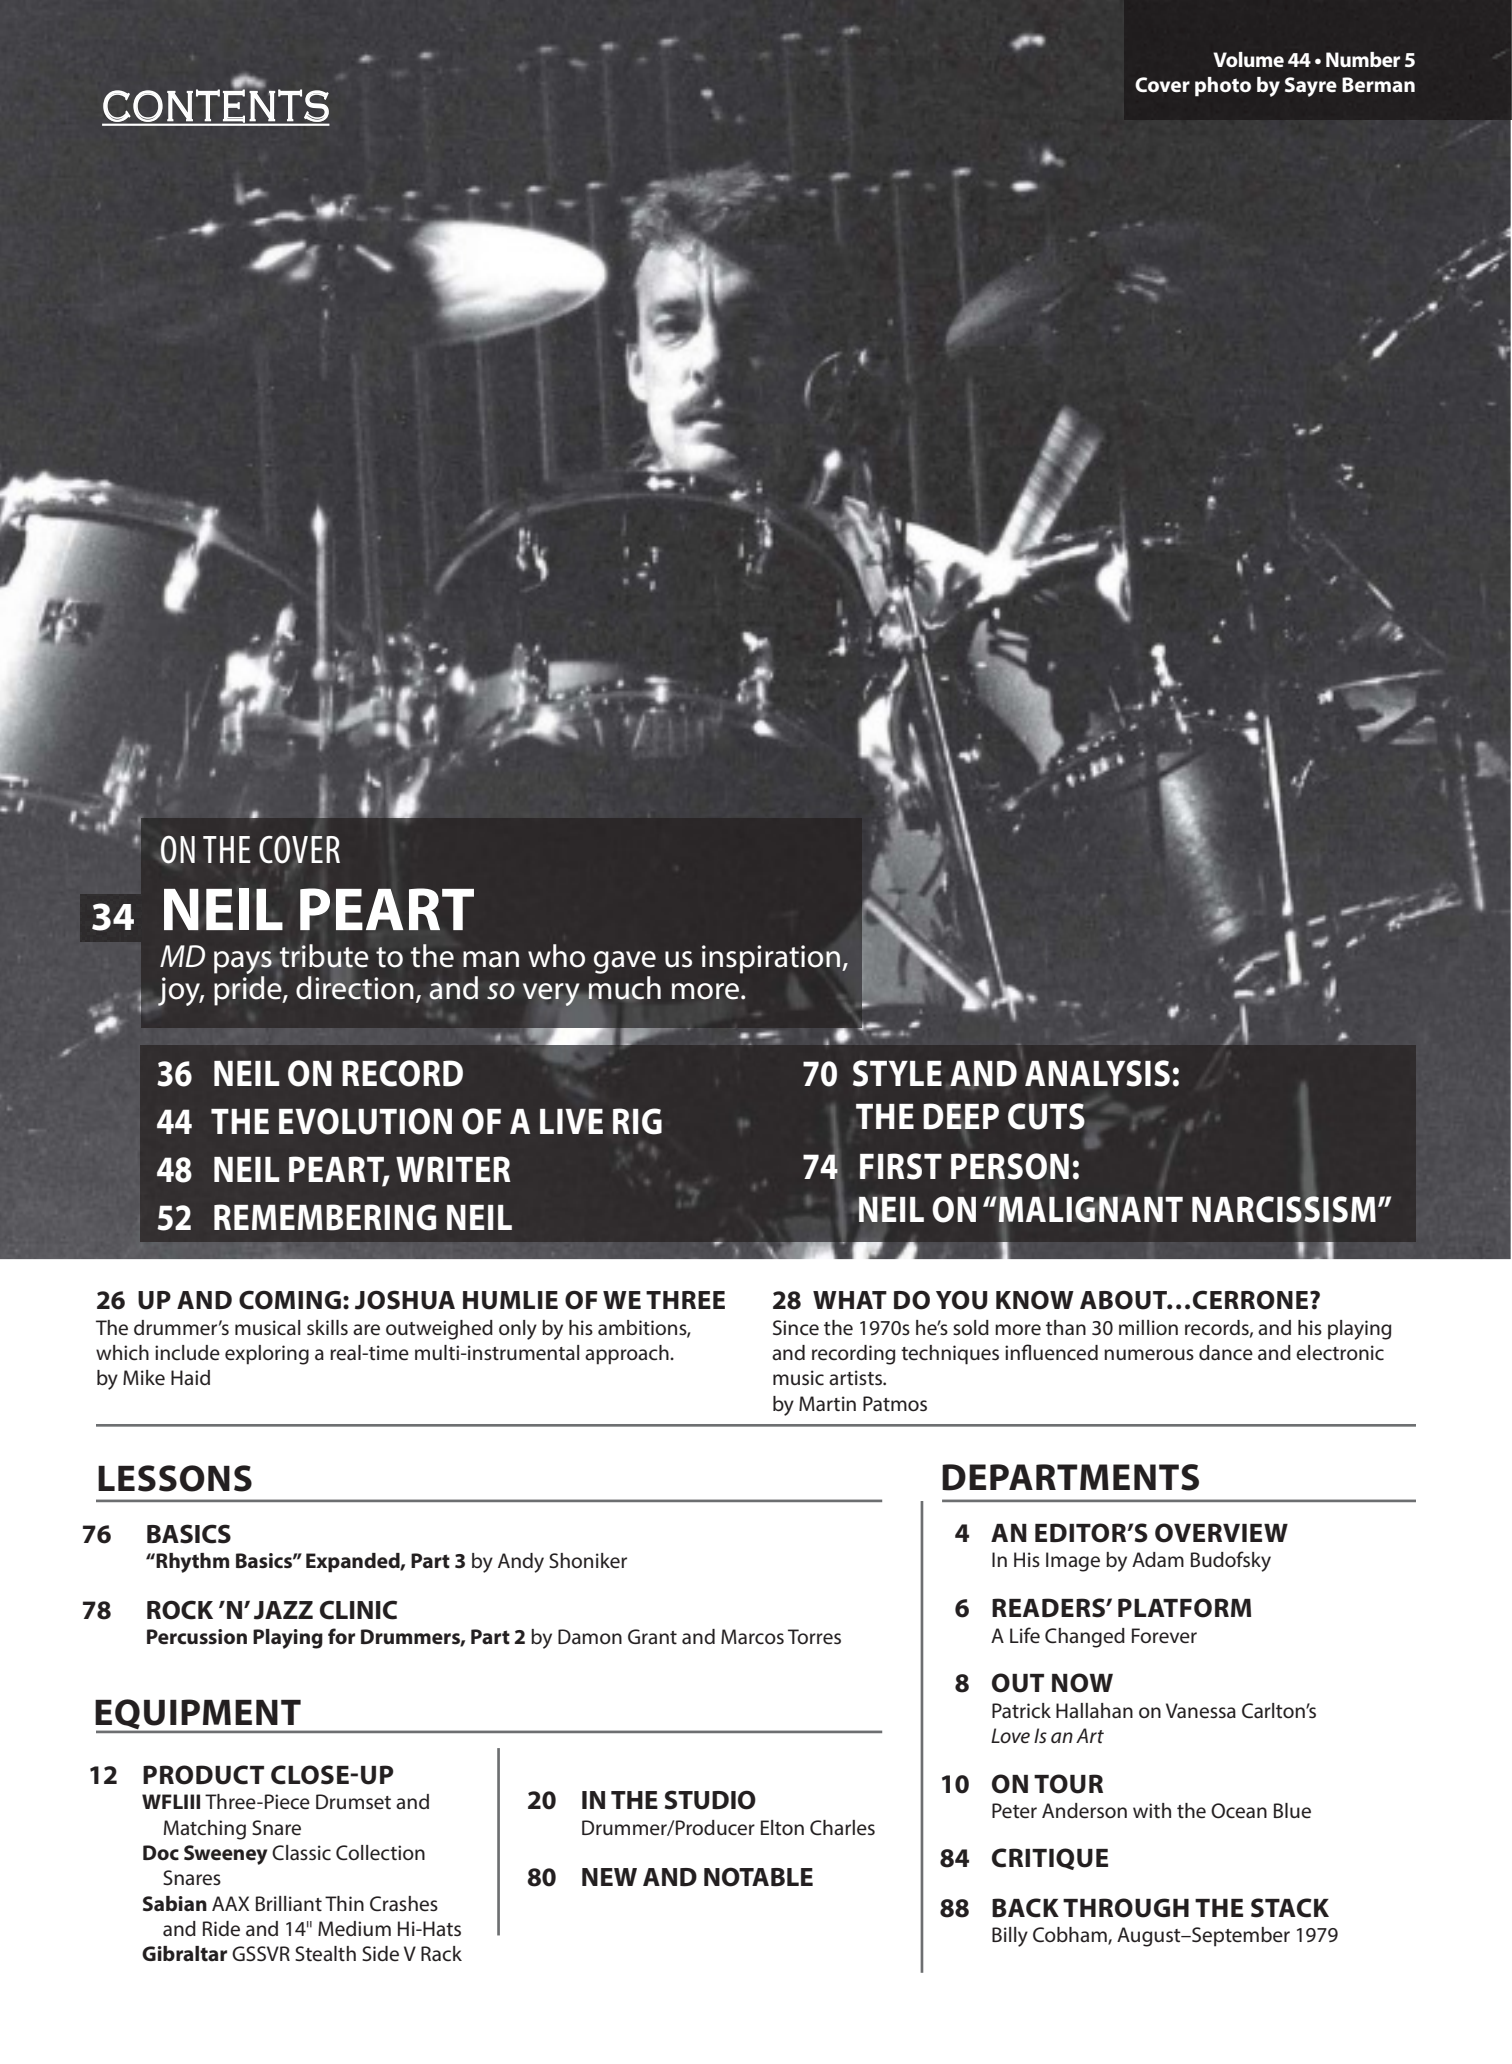 CONTENTS
Volume 44 • Number 5
Cover photo by Sayre Berman
ON THE COVER
34 NEIL PEART
MD pays tribute to the man who gave us inspiration,
joy, pride, direction, and so very much more.
36 NEIL ON RECORD
44 THE EVOLUTION OF A LIVE RIG
48 NEIL PEART, WRITER
52 REMEMBERING NEIL
70 STYLE AND ANALYSIS:
THE DEEP CUTS
74 FIRST PERSON:
NEIL ON “MALIGNANT NARCISSISM”
26 UP AND COMING: JOSHUA HUMLIE OF WE THREE
The drummer’s musical skills are outweighed only by his ambitions,
which include exploring a real-time multi-instrumental approach.
by Mike Haid
28 WHAT DO YOU KNOW ABOUT…CERRONE?
Since the 1970s he’s sold more than 30 million records, and his playing
and recording techniques influenced numerous dance and electronic
music artists.
by Martin Patmos
LESSONS
76 BASICS
“Rhythm Basics” Expanded, Part 3 by Andy Shoniker
78 ROCK ’N’ JAZZ CLINIC
Percussion Playing for Drummers, Part 2 by Damon Grant and Marcos Torres
EQUIPMENT
12 PRODUCT CLOSE-UP
WFLIII Three-Piece Drumset and
Matching Snare
Doc Sweeney Classic Collection
Snares
Sabian AAX Brilliant Thin Crashes
and Ride and 14" Medium Hi-Hats
Gibraltar GSSVR Stealth Side V Rack
20 IN THE STUDIO
Drummer/Producer Elton Charles
80 NEW AND NOTABLE
DEPARTMENTS
4 AN EDITOR’S OVERVIEW
In His Image by Adam Budofsky
6 READERS’ PLATFORM
A Life Changed Forever
8 OUT NOW
Patrick Hallahan on Vanessa Carlton’s
Love Is an Art
10 ON TOUR
Peter Anderson with the Ocean Blue
84 CRITIQUE
88 BACK THROUGH THE STACK
Billy Cobham, August–September 1979